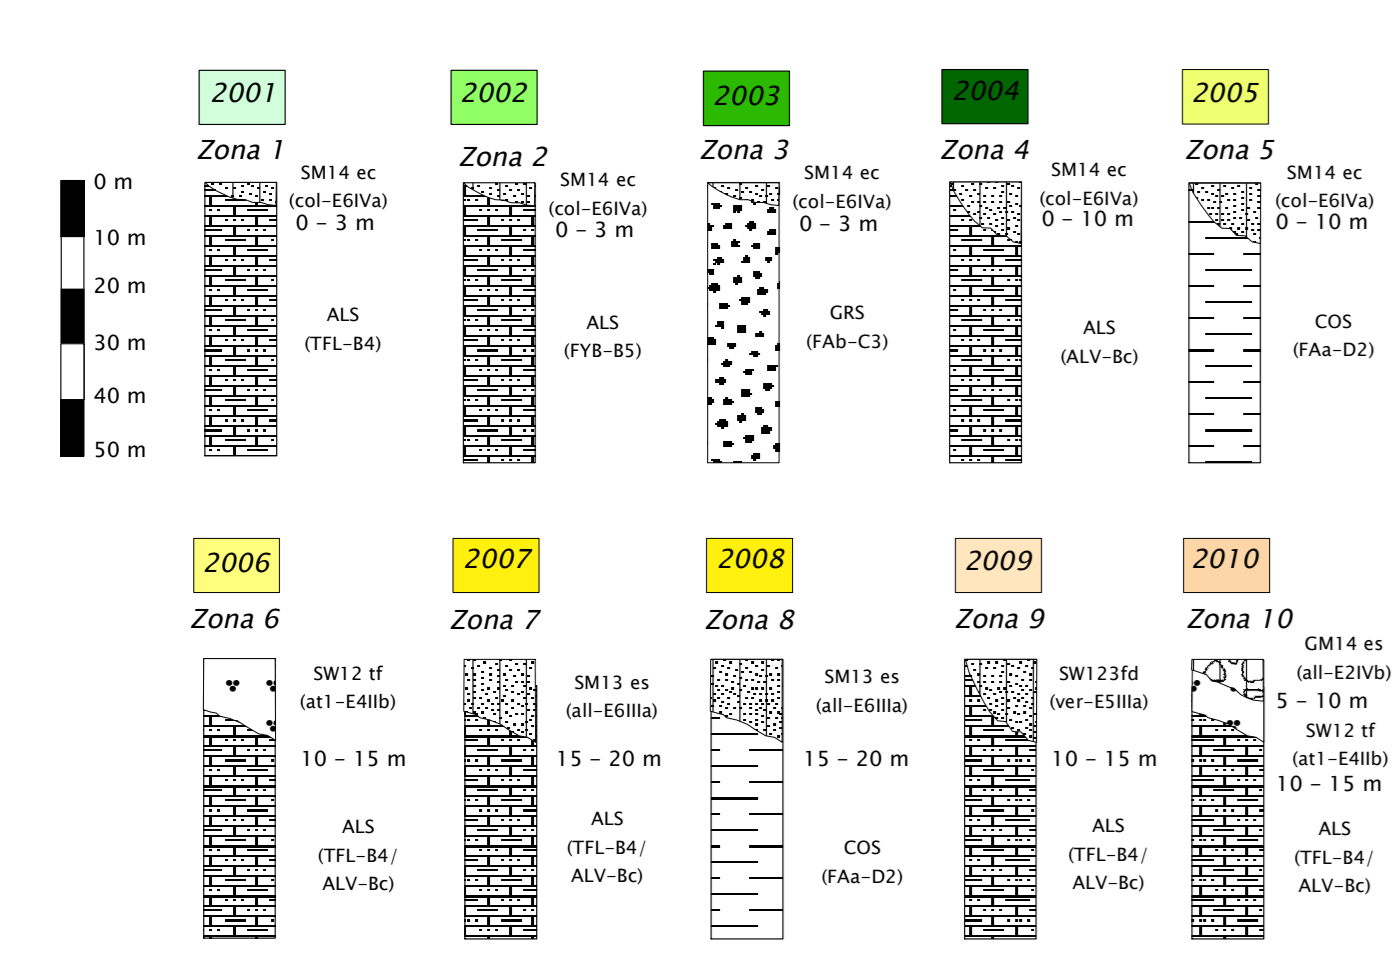 2001
2002
2003
2004
2005
Zona 1
Zona 2
Zona 3
Zona 4
Zona 5
0 m
10 m
20 m
30 m
40 m
50 m
SM14 ec
(col-E6IVa)
0 - 3 m
ALS
(TFL-B4)
SM14 ec
(col-E6IVa)
0 - 3 m
ALS
(FYB-B5)
SM14 ec
(col-E6IVa)
0 - 3 m
GRS
(FAb-C3)
SM14 ec
(col-E6IVa)
0 - 10 m
ALS
(ALV-Bc)
SM14 ec
(col-E6IVa)
0 - 10 m
COS
(FAa-D2)
2006
2007
2008
2009
2010
Zona 6
Zona 7
Zona 8
Zona 9
Zona 10
SW12 tf
(at1-E4IIb)
10 - 15 m
ALS
(TFL-B4/
ALV-Bc)
SM13 es
(all-E6IIIa)
15 - 20 m
ALS
(TFL-B4/
ALV-Bc)
SM13 es
(all-E6IIIa)
15 - 20 m
COS
(FAa-D2)
SW123fd
(ver-E5IIIa)
10 - 15 m
ALS
(TFL-B4/
ALV-Bc)
GM14 es
(all-E2IVb)
5 - 10 m
SW12 tf
(at1-E4IIb)
10 - 15 m
ALS
(TFL-B4/
ALV-Bc)